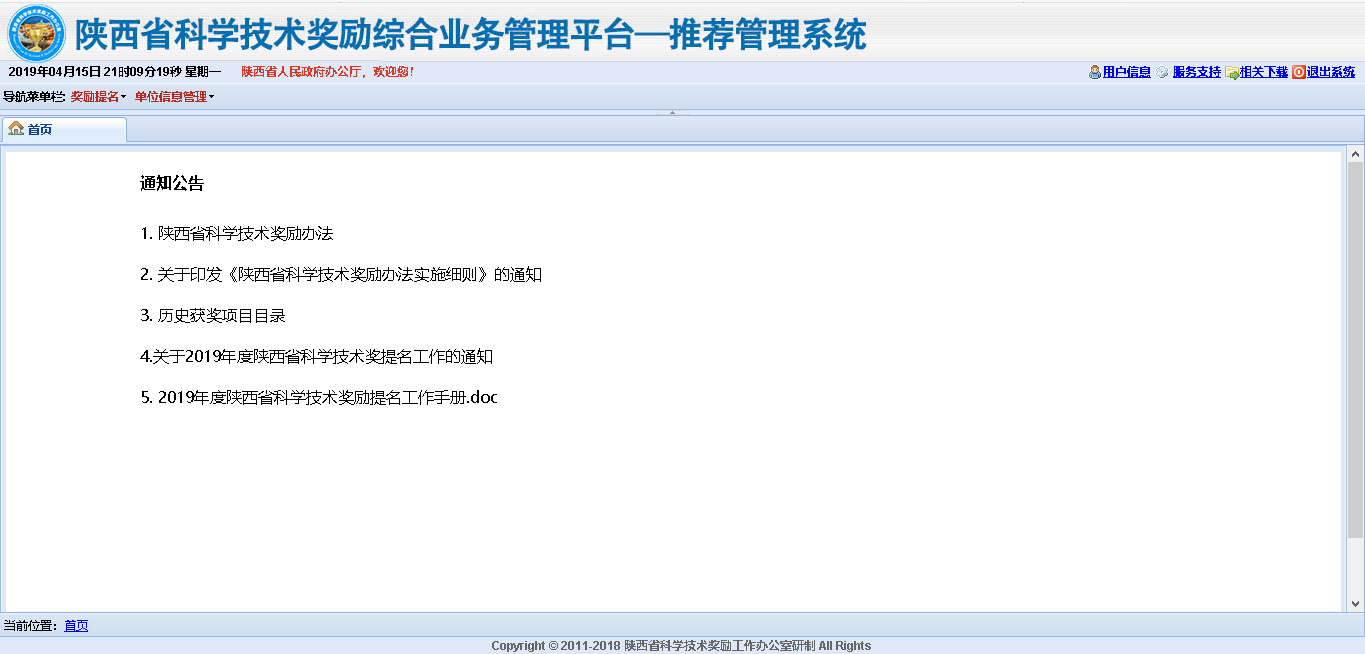 陕西省科学技术奖励综合业务管理平台—推荐管理系统
2019年04月15日 21时09分19秒 星期一 陕西省人民政府办公厅，欢迎您！ 用户信息 服务支持 相关下载 退出系统
导航菜单栏: 奖励提名 单位信息管理
首页
通知公告
1. 陕西省科学技术奖励办法
2. 关于印发《陕西省科学技术奖励办法实施细则》的通知
3. 历史获奖项目目录
4.关于2019年度陕西省科学技术奖提名工作的通知
5. 2019年度陕西省科学技术奖励提名工作手册.doc
当前位置： 首页
Copyright © 2011-2018 陕西省科学技术奖励工作办公室研制 All Rights